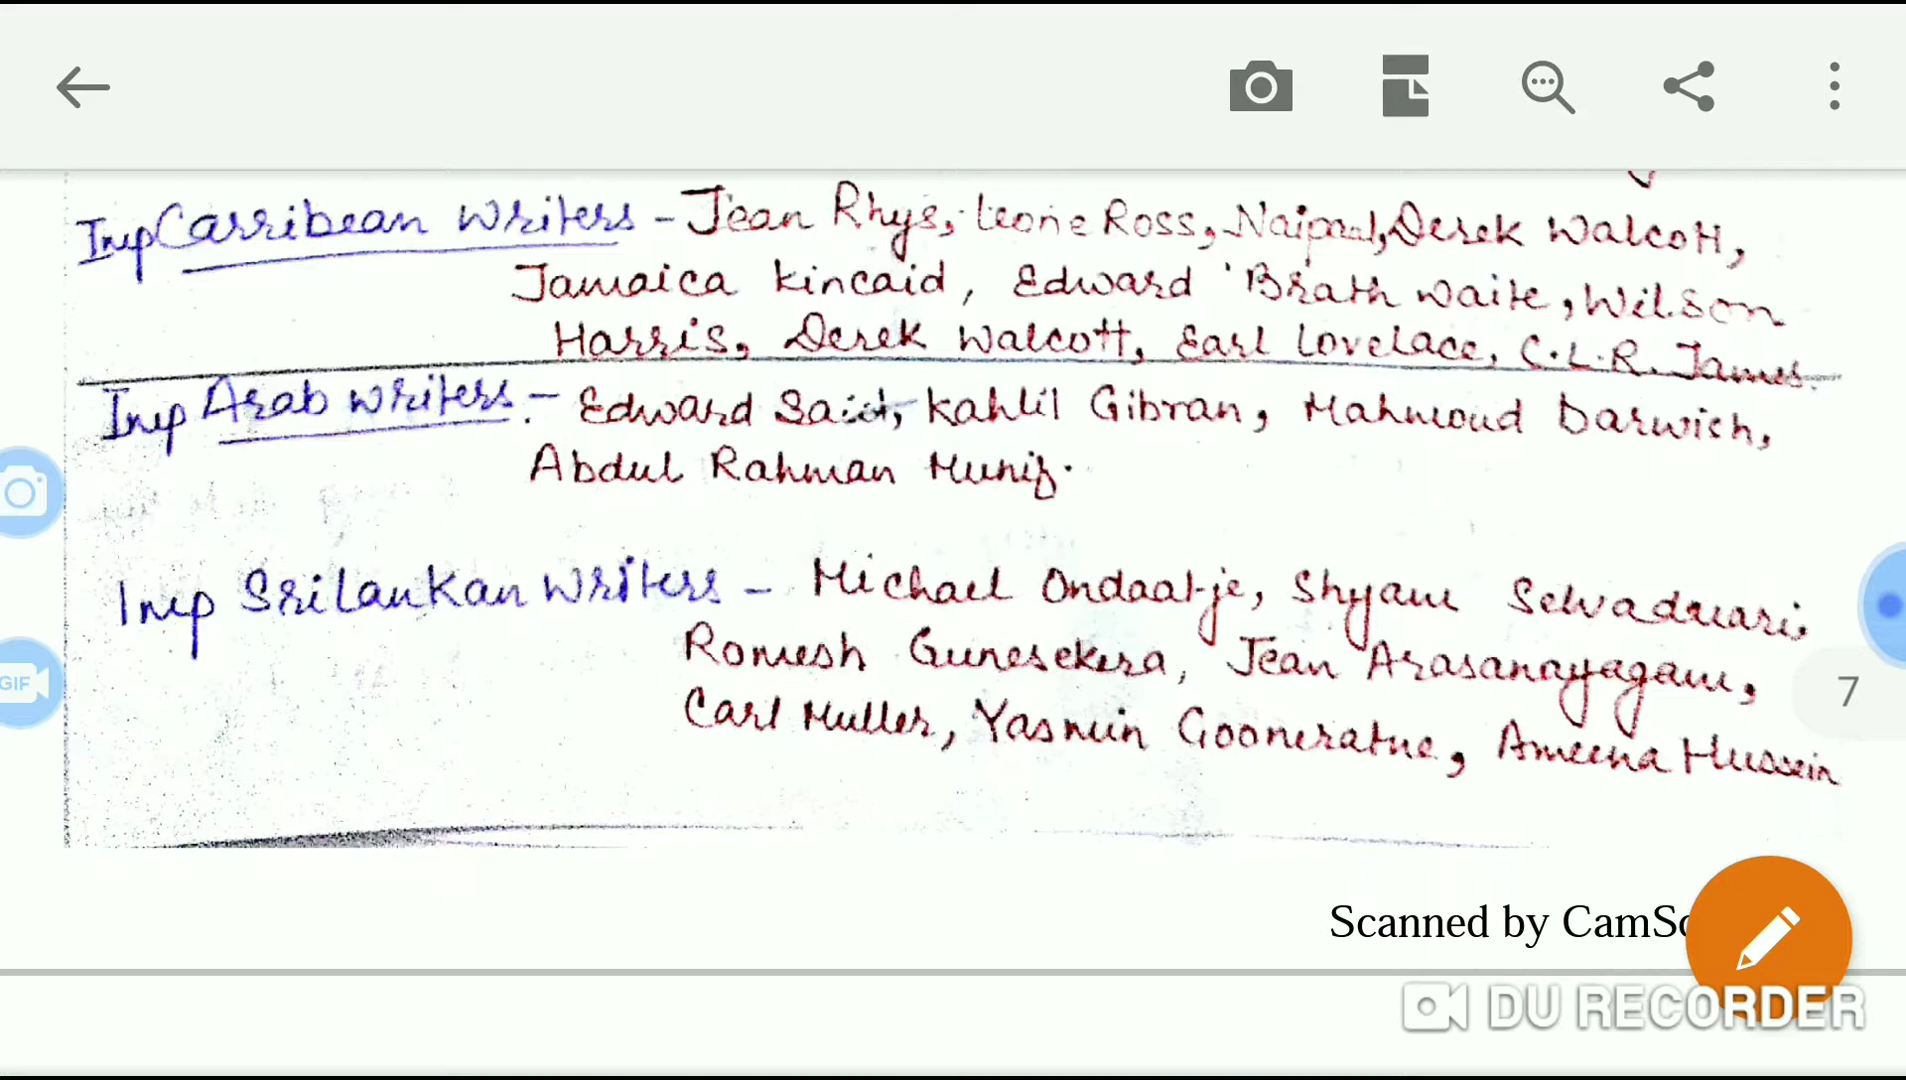 Imp Carribean Writers - Jean Rhys, Leone Ross, Naipaul, Derek Walcott,
Jamaica Kincaid, Edward Brathwaite, Wilson
Harris, Derek Walcott, Earl Lovelace, C.L.R. James.
Imp Arab Writers :- Edward Said, Kahlil Gibran, Mahmoud Darwish,
Abdul Rahman Munif.
Imp Srilankan Writers - Michael Ondaatje, Shyam Selvaduari,
Romesh Gunesekera, Jean Arasanayagam,
7
Carl Muller, Yasmin Gooneratne, Ameena Hussein
GIF
Scanned by CamSc
DU RECORDER